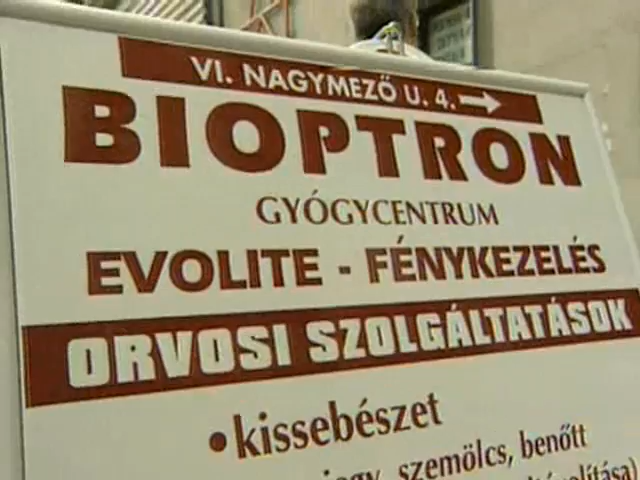 VI. NAGYMEZŐ U. 4. →
BIOPTRON
GYÓGYCENTRUM
EVOLITE - FÉNYKEZELÉS
ORVOSI SZOLGÁLTATÁSOK
•kissebészet
szemölcs, benőtt